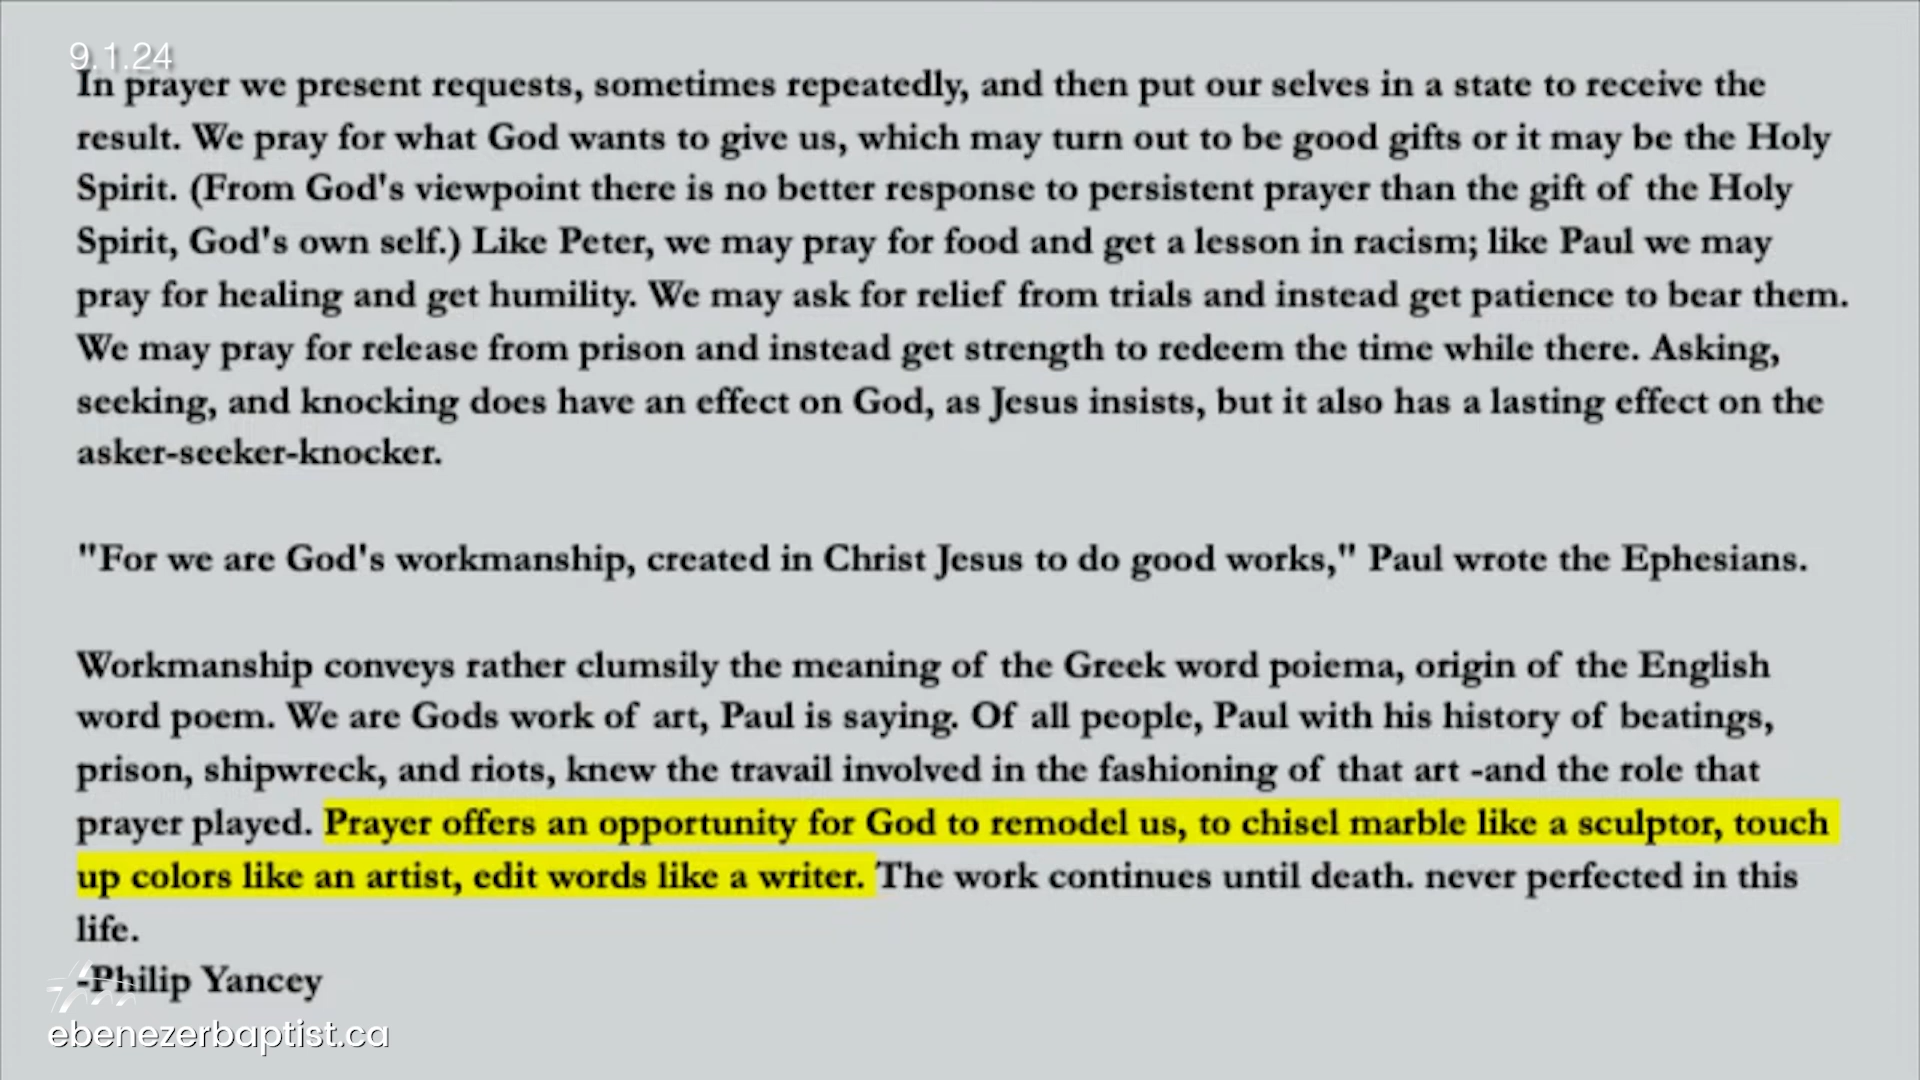 9.1.24
In prayer we present requests, sometimes repeatedly, and then put our selves in a state to receive the
result. We pray for what God wants to give us, which may turn out to be good gifts or it may be the Holy
Spirit. (From God's viewpoint there is no better response to persistent prayer than the gift of the Holy
Spirit, God's own self.) Like Peter, we may pray for food and get a lesson in racism; like Paul we may
pray for healing and get humility. We may ask for relief from trials and instead get patience to bear them.
We may pray for release from prison and instead get strength to redeem the time while there. Asking,
seeking, and knocking does have an effect on God, as Jesus insists, but it also has a lasting effect on the
asker-seeker-knocker.
"For we are God's workmanship, created in Christ Jesus to do good works," Paul wrote the Ephesians.
Workmanship conveys rather clumsily the meaning of the Greek word poiema, origin of the English
word poem. We are Gods work of art, Paul is saying. Of all people, Paul with his history of beatings,
prison, shipwreck, and riots, knew the travail involved in the fashioning of that art -and the role that
prayer played. Prayer offers an opportunity for God to remodel us, to chisel marble like a sculptor, touch
up colors like an artist, edit words like a writer. The work continues until death. never perfected in this
life.
-Philip Yancey
ebenezerbaptist.ca